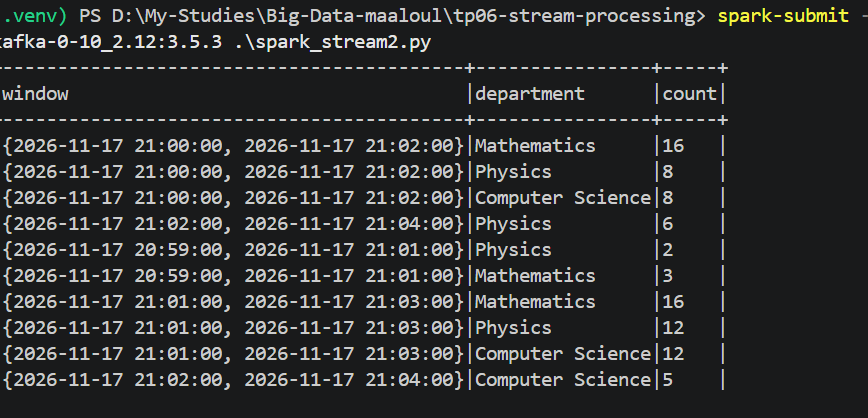 .venv) PS D:\My-Studies\Big-Data-maaloul\tp06-stream-processing> spark-submit -
kafka-0-10_2.12:3.5.3 .\spark_stream2.py
------------------------------------------+----------------+-----+
window                                    |department      |count|
------------------------------------------+----------------+-----+
{2026-11-17 21:00:00, 2026-11-17 21:02:00}|Mathematics     |16   |
{2026-11-17 21:00:00, 2026-11-17 21:02:00}|Physics         |8    |
{2026-11-17 21:00:00, 2026-11-17 21:02:00}|Computer Science|8    |
{2026-11-17 21:02:00, 2026-11-17 21:04:00}|Physics         |6    |
{2026-11-17 20:59:00, 2026-11-17 21:01:00}|Physics         |2    |
{2026-11-17 20:59:00, 2026-11-17 21:01:00}|Mathematics     |3    |
{2026-11-17 21:01:00, 2026-11-17 21:03:00}|Mathematics     |16   |
{2026-11-17 21:01:00, 2026-11-17 21:03:00}|Physics         |12   |
{2026-11-17 21:01:00, 2026-11-17 21:03:00}|Computer Science|12   |
{2026-11-17 21:02:00, 2026-11-17 21:04:00}|Computer Science|5    |